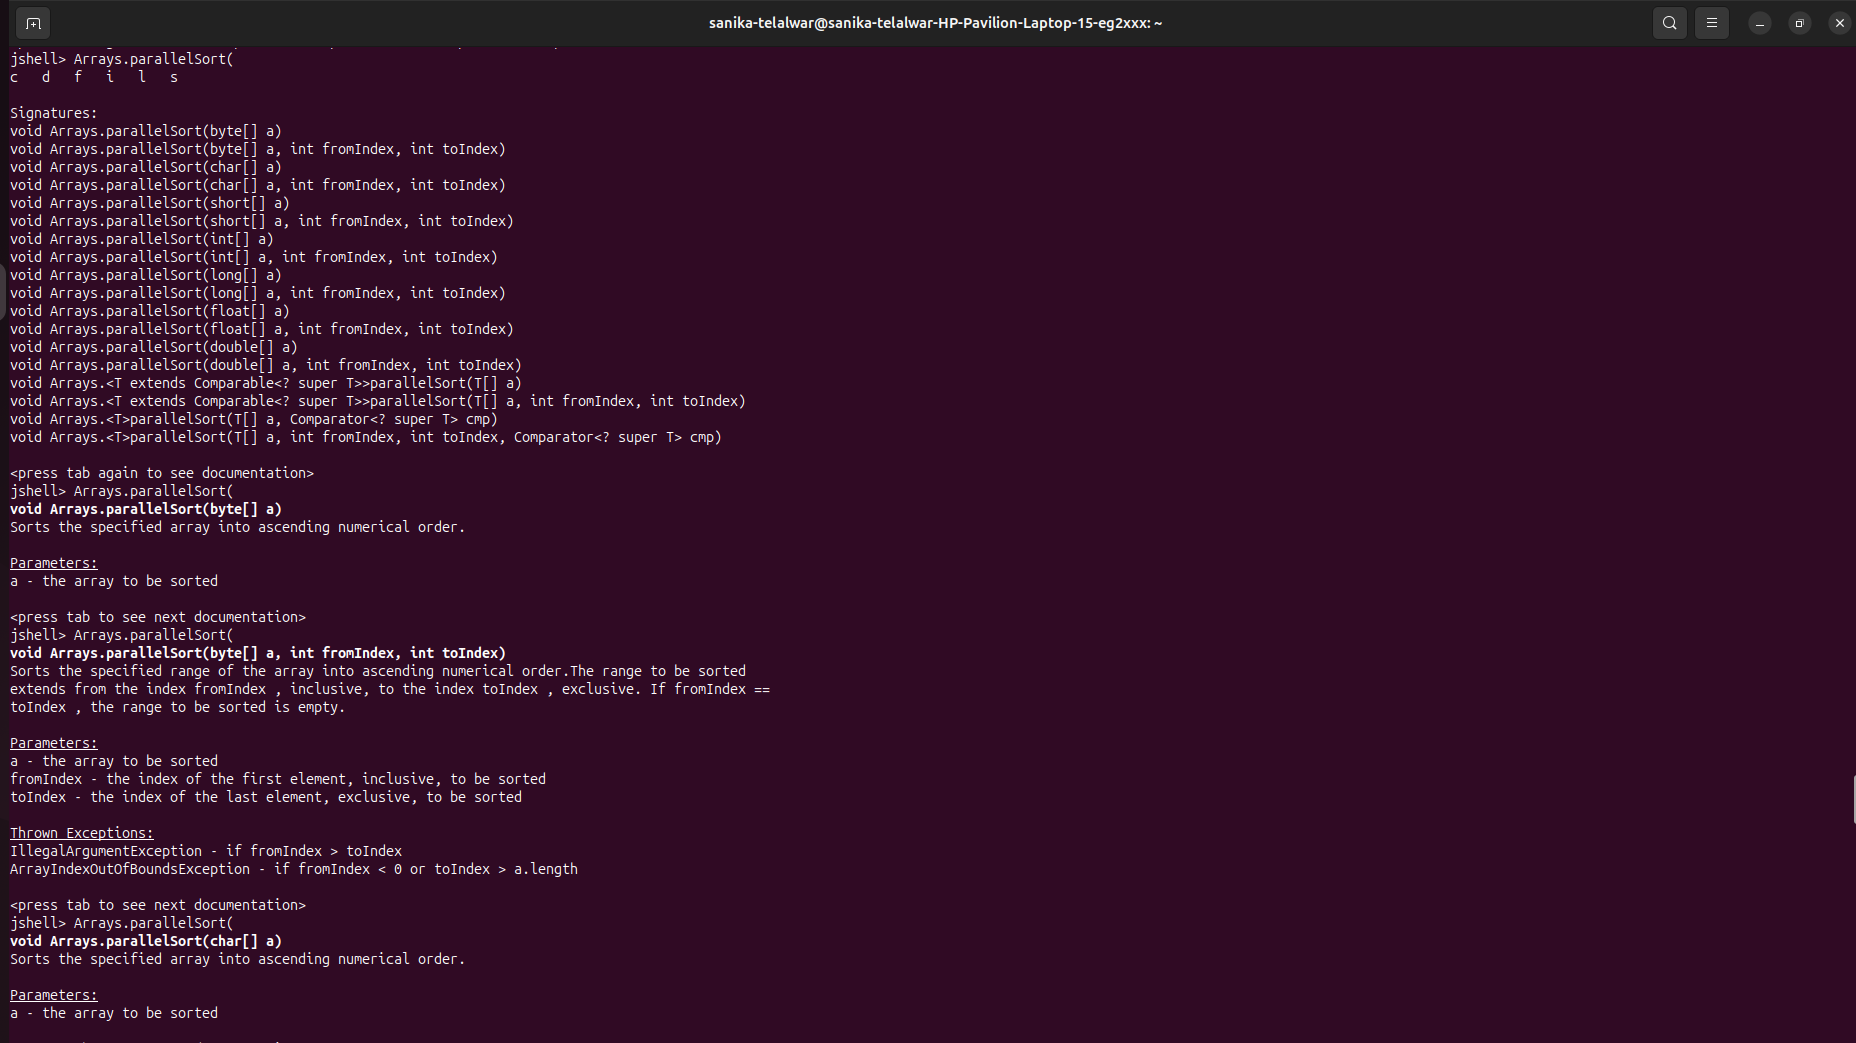 sanika-telalwar@sanika-telalwar-HP-Pavilion-Laptop-15-eg2xxx: ~
jshell> Arrays.parallelSort(
c   d   f   i   l   s

Signatures:
void Arrays.parallelSort(byte[] a)
void Arrays.parallelSort(byte[] a, int fromIndex, int toIndex)
void Arrays.parallelSort(char[] a)
void Arrays.parallelSort(char[] a, int fromIndex, int toIndex)
void Arrays.parallelSort(short[] a)
void Arrays.parallelSort(short[] a, int fromIndex, int toIndex)
void Arrays.parallelSort(int[] a)
void Arrays.parallelSort(int[] a, int fromIndex, int toIndex)
void Arrays.parallelSort(long[] a)
void Arrays.parallelSort(long[] a, int fromIndex, int toIndex)
void Arrays.parallelSort(float[] a)
void Arrays.parallelSort(float[] a, int fromIndex, int toIndex)
void Arrays.parallelSort(double[] a)
void Arrays.parallelSort(double[] a, int fromIndex, int toIndex)
void Arrays.<T extends Comparable<? super T>>parallelSort(T[] a)
void Arrays.<T extends Comparable<? super T>>parallelSort(T[] a, int fromIndex, int toIndex)
void Arrays.<T>parallelSort(T[] a, Comparator<? super T> cmp)
void Arrays.<T>parallelSort(T[] a, int fromIndex, int toIndex, Comparator<? super T> cmp)

<press tab again to see documentation>
jshell> Arrays.parallelSort(
void Arrays.parallelSort(byte[] a)
Sorts the specified array into ascending numerical order.

Parameters:
a - the array to be sorted

<press tab to see next documentation>
jshell> Arrays.parallelSort(
void Arrays.parallelSort(byte[] a, int fromIndex, int toIndex)
Sorts the specified range of the array into ascending numerical order.The range to be sorted
extends from the index fromIndex , inclusive, to the index toIndex , exclusive. If fromIndex ==
toIndex , the range to be sorted is empty.

Parameters:
a - the array to be sorted
fromIndex - the index of the first element, inclusive, to be sorted
toIndex - the index of the last element, exclusive, to be sorted

Thrown Exceptions:
IllegalArgumentException - if fromIndex > toIndex
ArrayIndexOutOfBoundsException - if fromIndex < 0 or toIndex > a.length

<press tab to see next documentation>
jshell> Arrays.parallelSort(
void Arrays.parallelSort(char[] a)
Sorts the specified array into ascending numerical order.

Parameters:
a - the array to be sorted